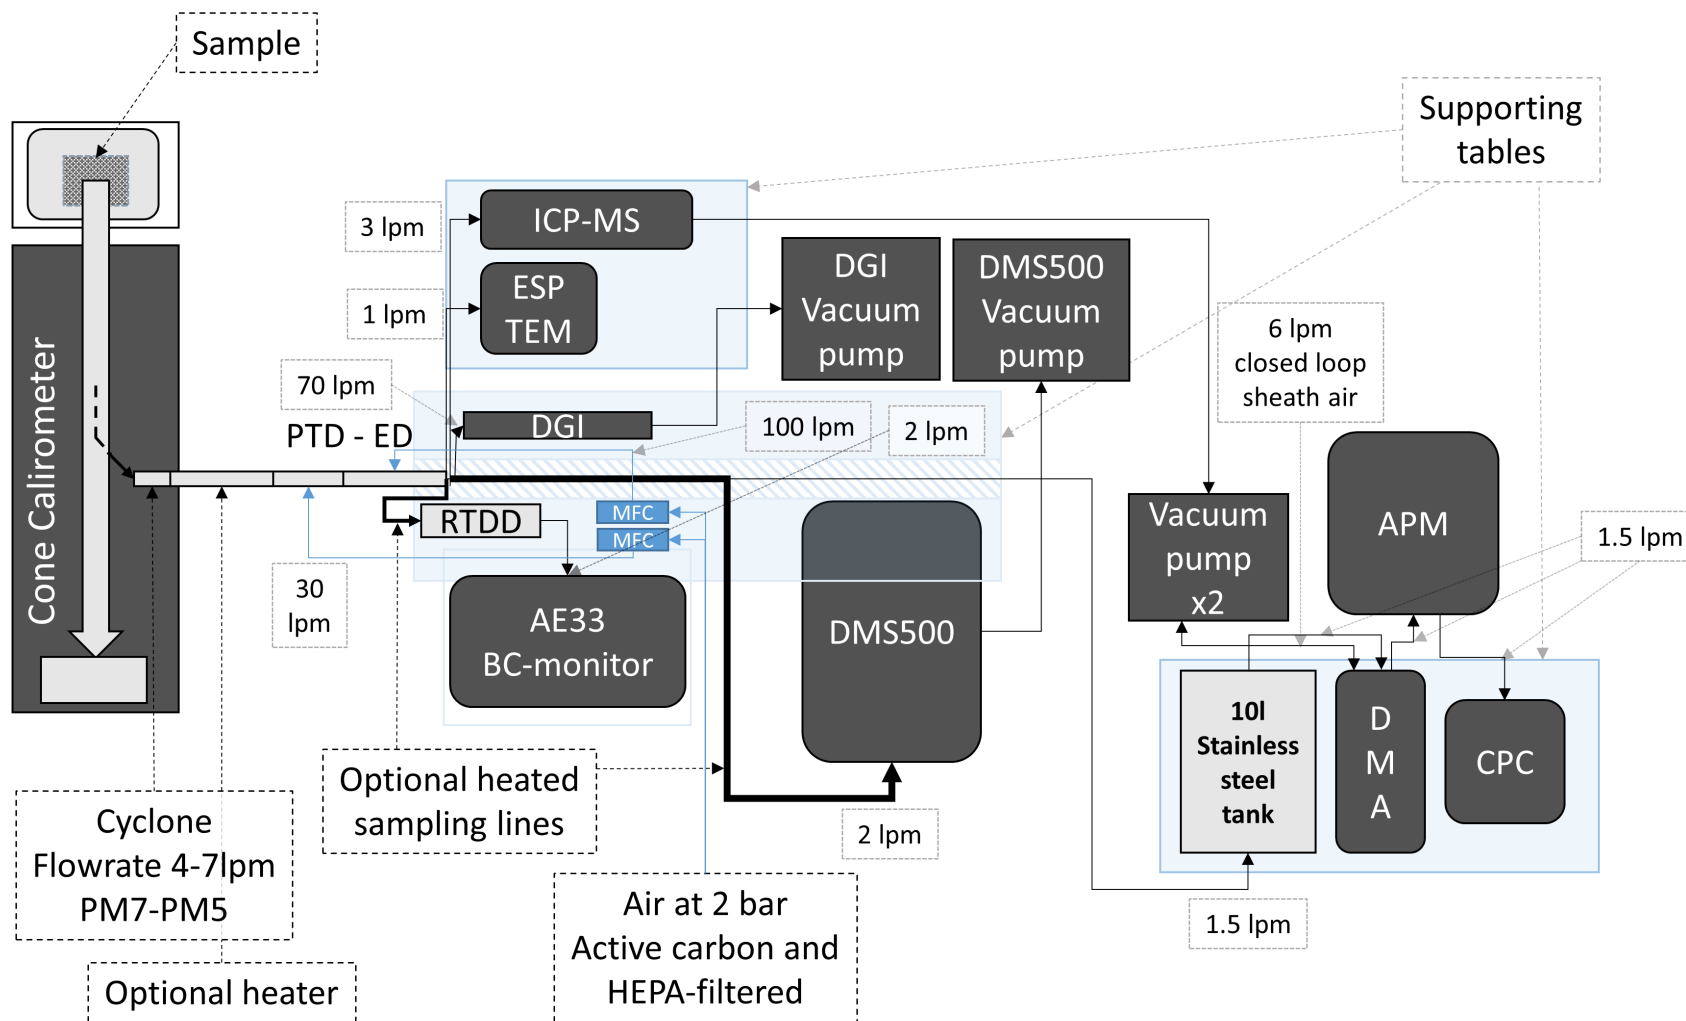 Sample
Supporting
tables
3 lpm
ICP-MS
1 lpm
ESP
TEM
DGI
Vacuum
pump
DMS500
Vacuum
pump
6 lpm
closed loop
sheath air
70 lpm
DGI
100 lpm
2 lpm
PTD - ED
Cone Calirometer
RTDD
MFC
MFC
30
lpm
AE33
BC-monitor
DMS500
Vacuum
pump
x2
APM
1.5 lpm
10l
Stainless
steel
tank
D
M
A
CPC
Optional heated
sampling lines
2 lpm
Cyclone
Flowrate 4-7lpm
PM7-PM5
Air at 2 bar
Active carbon and
HEPA-filtered
1.5 lpm
Optional heater